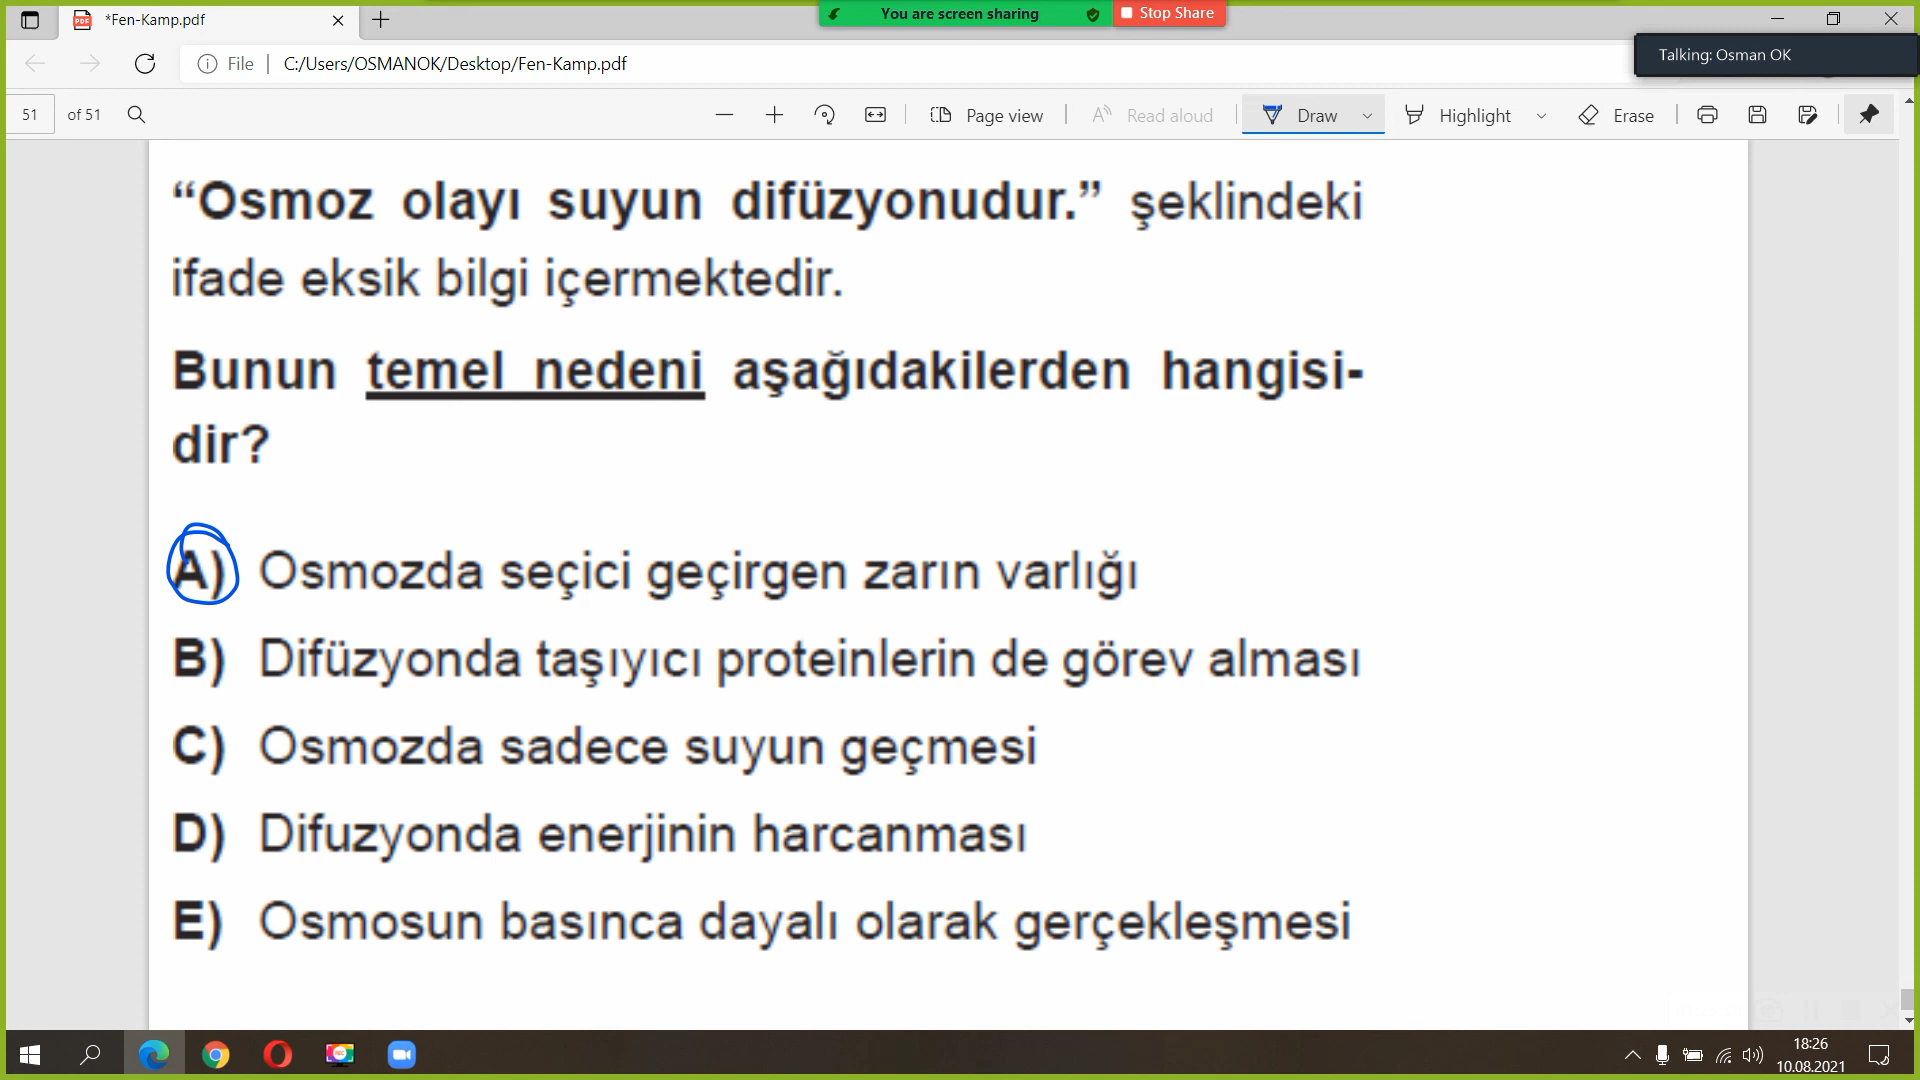 *Fen-Kamp.pdf
You are screen sharing
Stop Share
Talking: Osman OK
File
C:/Users/OSMANOK/Desktop/Fen-Kamp.pdf
51 of 51
Page view
Read aloud
Draw
Highlight
Erase
“Osmoz olayı suyun difüzyonudur.” şeklindeki
ifade eksik bilgi içermektedir.
Bunun temel nedeni aşağıdakilerden hangisi-
dir?
A) Osmozda seçici geçirgen zarın varlığı
B) Difüzyonda taşıyıcı proteinlerin de görev alması
C) Osmozda sadece suyun geçmesi
D) Difuzyonda enerjinin harcanması
E) Osmosun basınca dayalı olarak gerçekleşmesi
18:26
10.08.2021